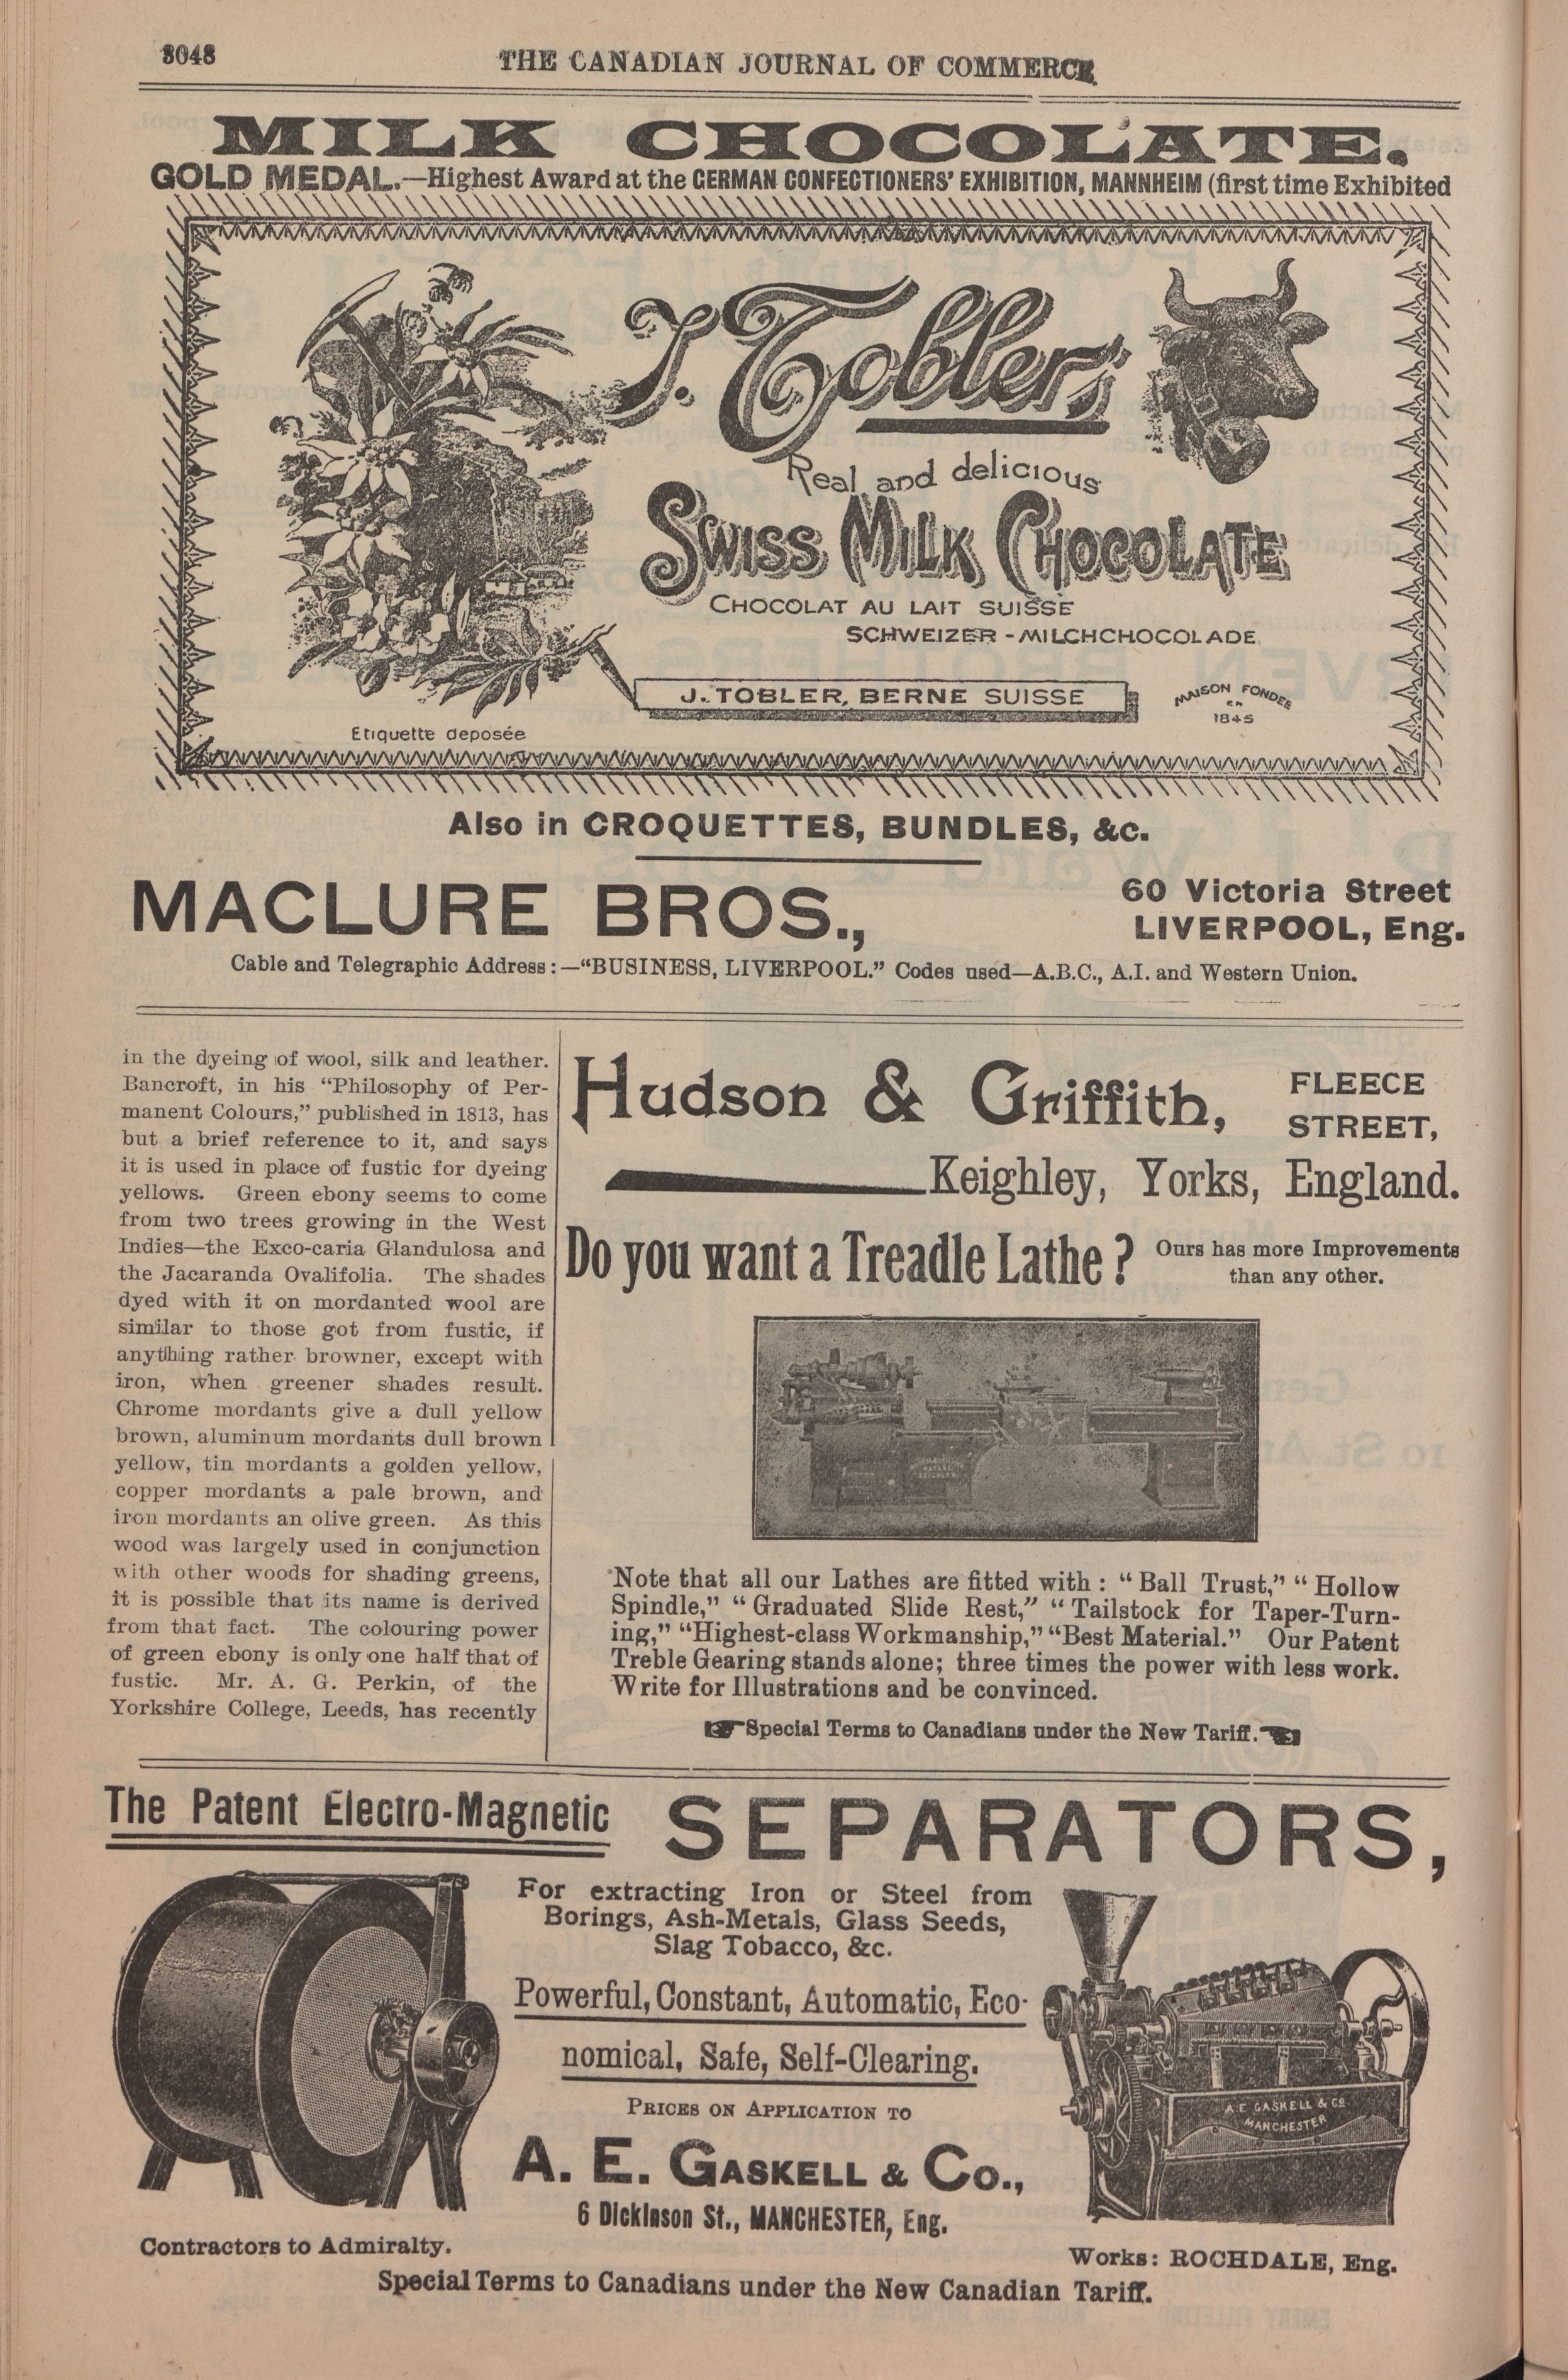 3048
THE CANADIAN JOURNAL OF COMMERCE
MILK CHOCOLATE.
GOLD MEDAL.—Highest Award at the GERMAN CONFECTIONERS' EXHIBITION, MANNHEIM (first time Exhibited
J. Tobler's
Real and delicious
SWISS MILK CHOCOLATE
CHOCOLAT AU LAIT SUISSE
SCHWEIZER-MILCHCHOCOLADE
J. TOBLER, BERNE SUISSE
MAISON FONDEE
EN
1845
Etiquette deposée
Also in CROQUETTES, BUNDLES, &c.
MACLURE BROS.,
60 Victoria Street
LIVERPOOL, Eng.
Cable and Telegraphic Address:—“BUSINESS, LIVERPOOL.” Codes used—A.B.C., A.I. and Western Union.
in the dyeing of wool, silk and leather.
Bancroft, in his “Philosophy of Per-
manent Colours,” published in 1813, has
but a brief reference to it, and says
it is used in place of fustic for dyeing
yellows. Green ebony seems to come
from two trees growing in the West
Indies—the Exco-caria Glandulosa and
the Jacaranda Ovalifolia. The shades
dyed with it on mordanted wool are
similar to those got from fustic, if
anything rather browner, except with
iron, when greener shades result.
Chrome mordants give a dull yellow
brown, aluminum mordants dull brown
yellow, tin mordants a golden yellow,
copper mordants a pale brown, and
iron mordants an olive green. As this
wood was largely used in conjunction
with other woods for shading greens,
it is possible that its name is derived
from that fact. The colouring power
of green ebony is only one half that of
fustic. Mr. A. G. Perkin, of the
Yorkshire College, Leeds, has recently
Hudson & Griffith,
FLEECE
STREET,
Keighley, Yorks, England.
Do you want a Treadle Lathe?
Ours has more Improvements
than any other.
Note that all our Lathes are fitted with: “Ball Trust,” “Hollow
Spindle,” “Graduated Slide Rest,” “Tailstock for Taper-Turn-
ing,” “Highest-class Workmanship,” “Best Material.” Our Patent
Treble Gearing stands alone; three times the power with less work.
Write for Illustrations and be convinced.
Special Terms to Canadians under the New Tariff.
The Patent Electro-Magnetic
SEPARATORS,
For extracting Iron or Steel from
Borings, Ash-Metals, Glass Seeds,
Slag Tobacco, &c.
Powerful, Constant, Automatic, Eco-
nomical, Safe, Self-Clearing.
PRICES ON APPLICATION TO
A. E. GASKELL & CO.,
6 Dickinson St., MANCHESTER, Eng.
A.E. GASKELL & Co
MANCHESTER
Contractors to Admiralty.
Works: ROCHDALE, Eng.
Special Terms to Canadians under the New Canadian Tariff.